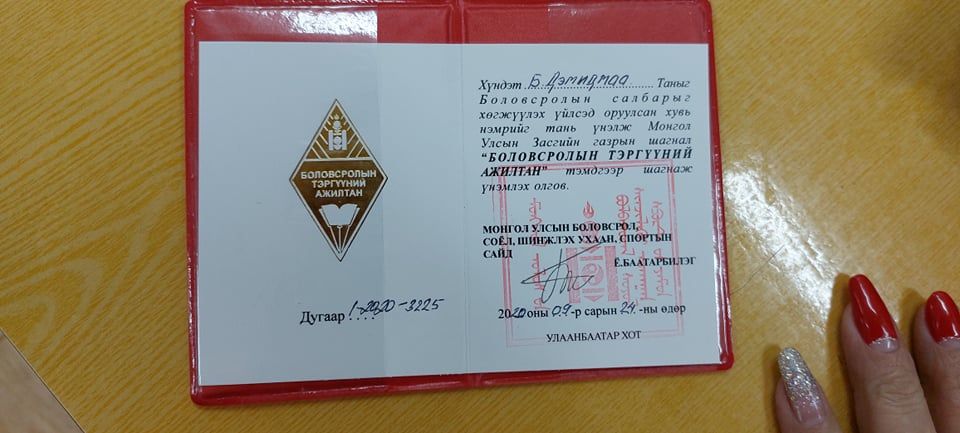 БОЛОВСРОЛЫН
ТЭРГҮҮНИЙ
АЖИЛТАН
Дугаар 1-2020-3225
Хүндэт Б. Дэмидмаа Таныг
Боловсролын салбарыг
хөгжүүлэх үйлсэд оруулсан хувь
нэмрийг тань үнэлж Монгол
Улсын Засгийн газрын шагнал
“БОЛОВСРОЛЫН ТЭРГҮҮНИЙ
АЖИЛТАН” тэмдгээр шагнаж
үнэмлэх олгов.
МОНГОЛ УЛСЫН БОЛОВСРОЛ,
СОЁЛ, ШИНЖЛЭХ УХААН, СПОРТЫН
САЙД
Ё.БААТАРБИЛЭГ
2020 оны 09-р сарын 24-ны өдөр
УЛААНБААТАР ХОТ